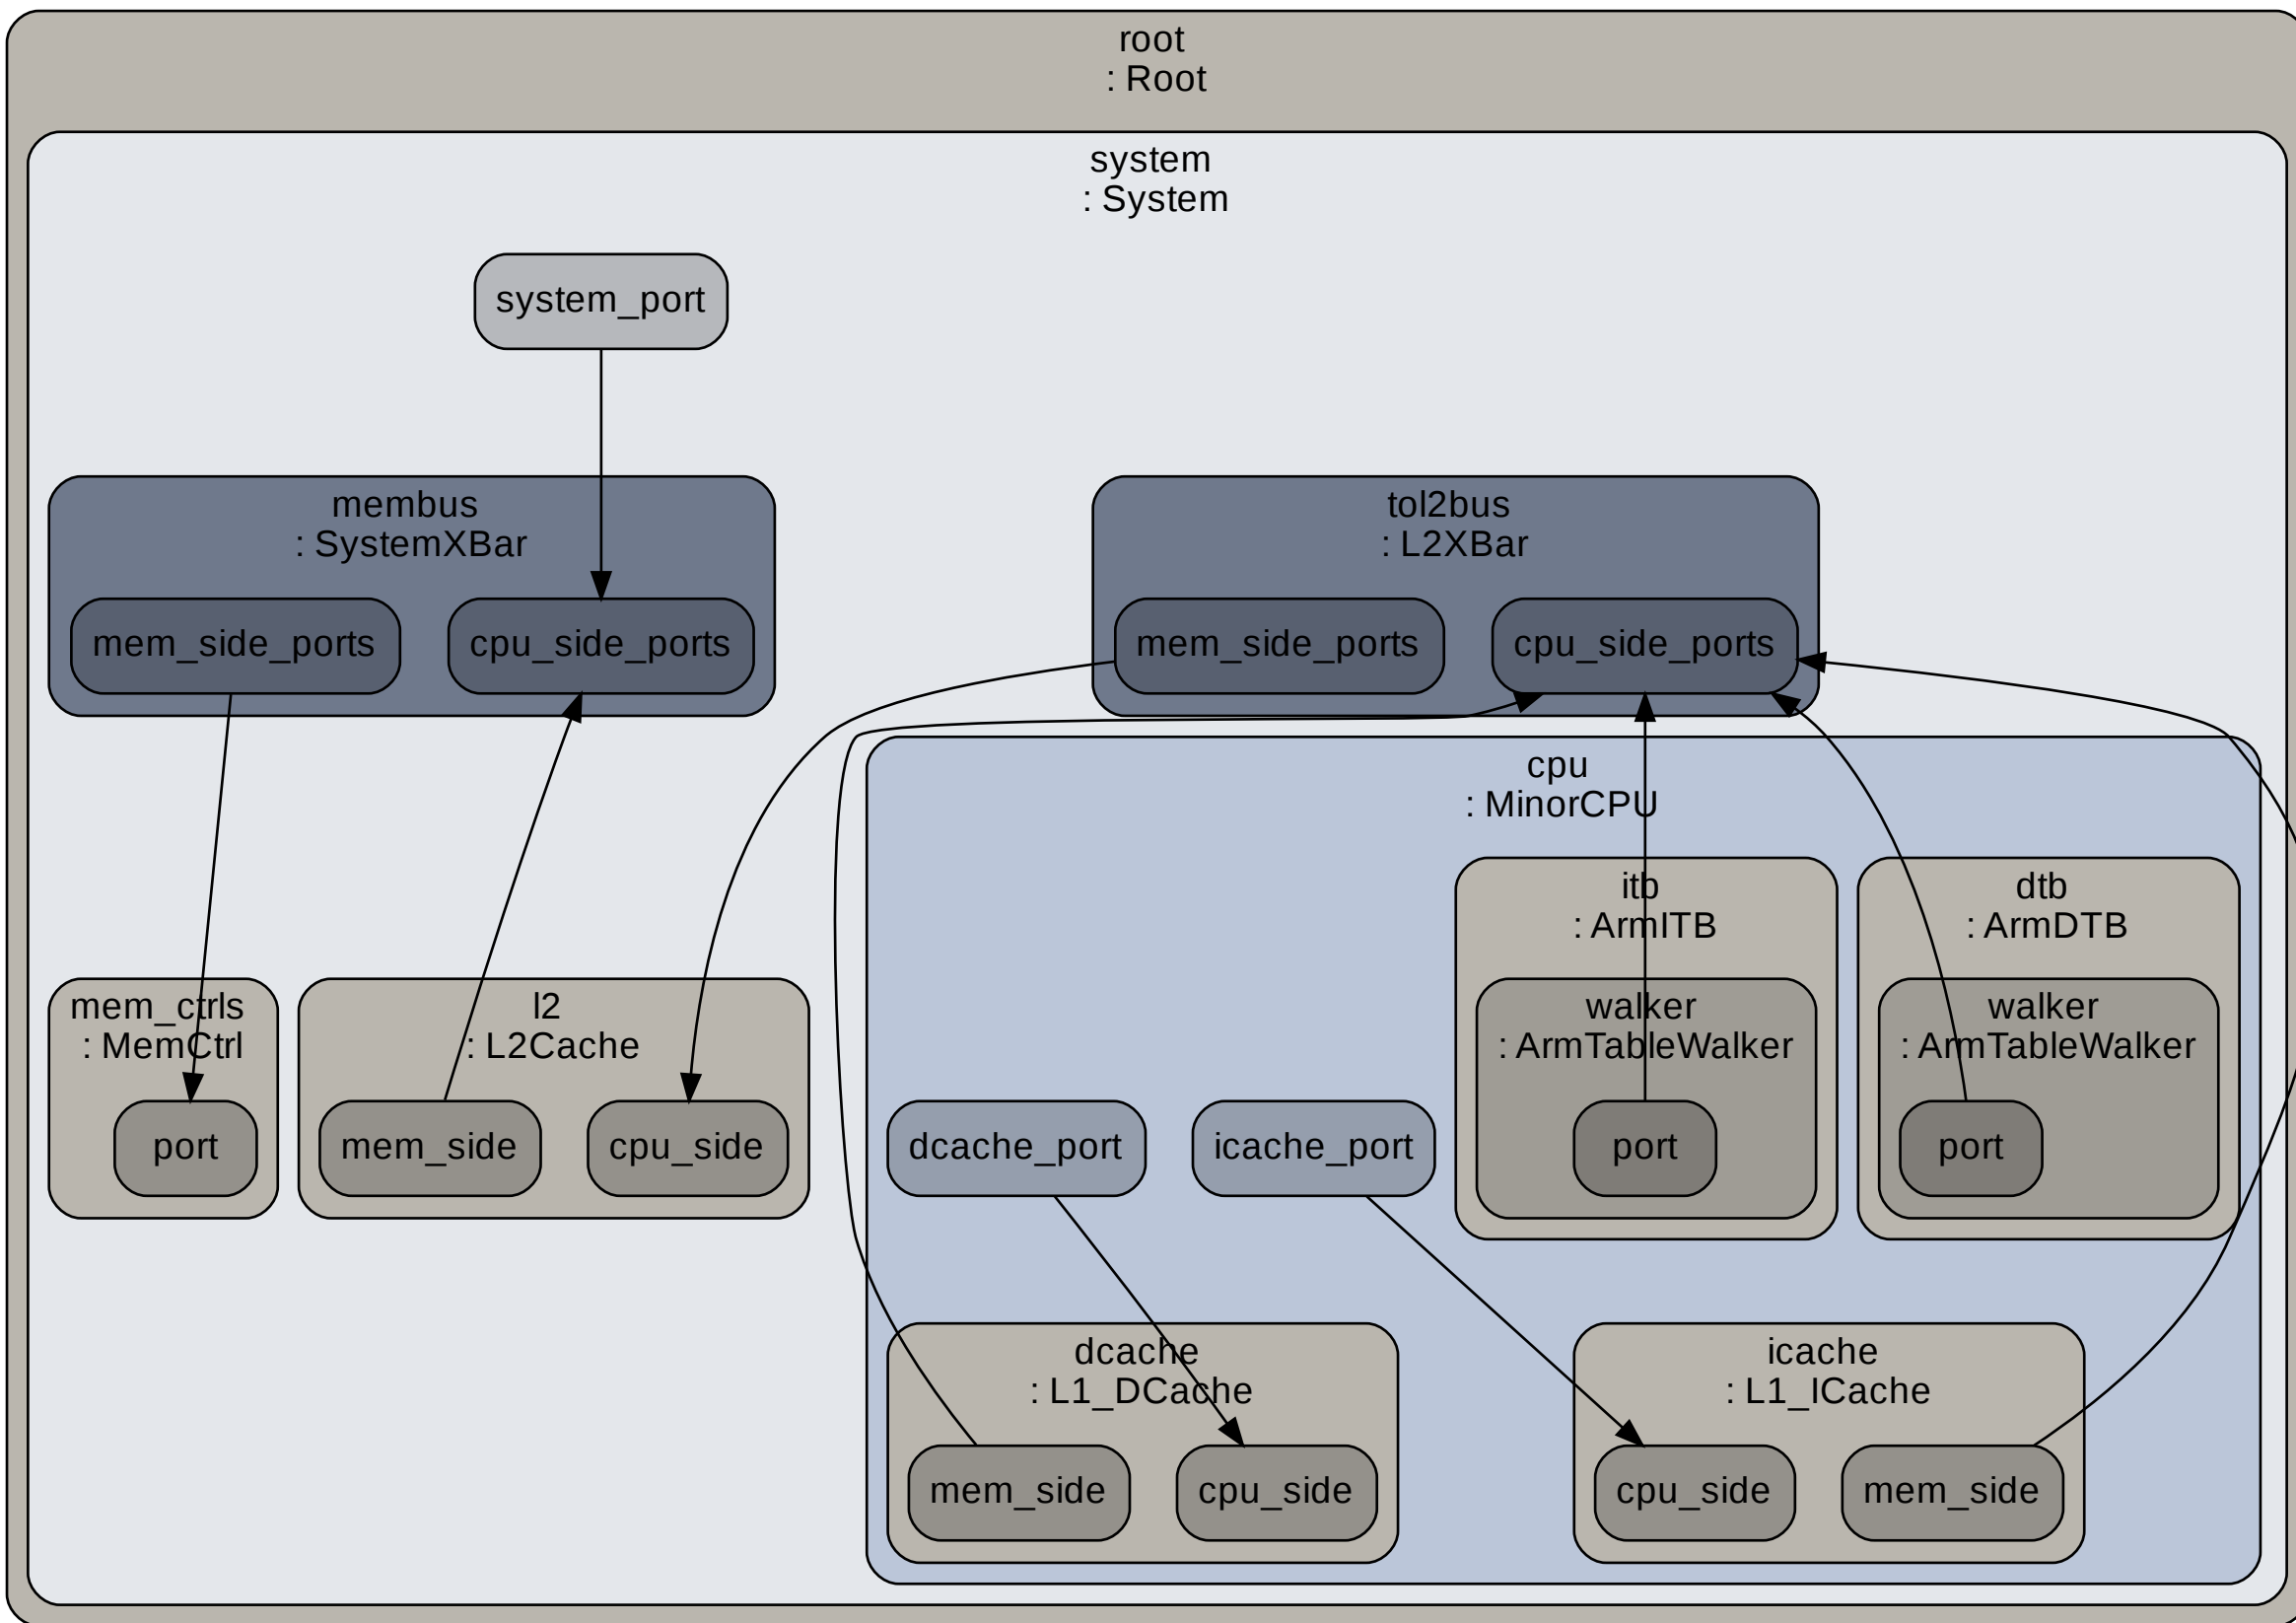 root
: Root
system
: System
system_port
membus
: SystemXBar
mem_side_ports
cpu_side_ports
tol2bus
: L2XBar
mem_side_ports
cpu_side_ports
cpu
: MinorCPU
itb
: ArmITB
walker
: ArmTableWalker
port
dtb
: ArmDTB
walker
: ArmTableWalker
port
mem_ctrls
: MemCtrl
port
l2
: L2Cache
mem_side
cpu_side
dcache_port
icache_port
dcache
: L1_DCache
mem_side
cpu_side
icache
: L1_ICache
cpu_side
mem_side